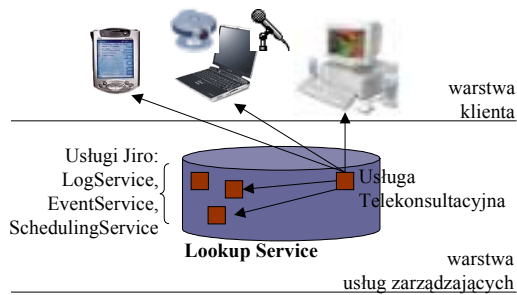 warstwa
klienta
Usługi Jiro:
LogService,
EventService,
SchedulingService
Usługa
Telekonsultacyjna
Lookup Service
warstwa
usług zarządzających